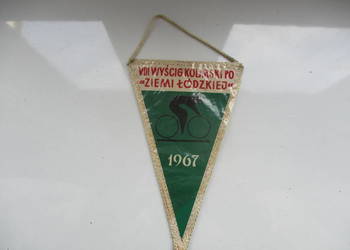 VIII WYŚCIG KOLARSKI PO
„ZIEMI ŁÓDZKIEJ”
1967